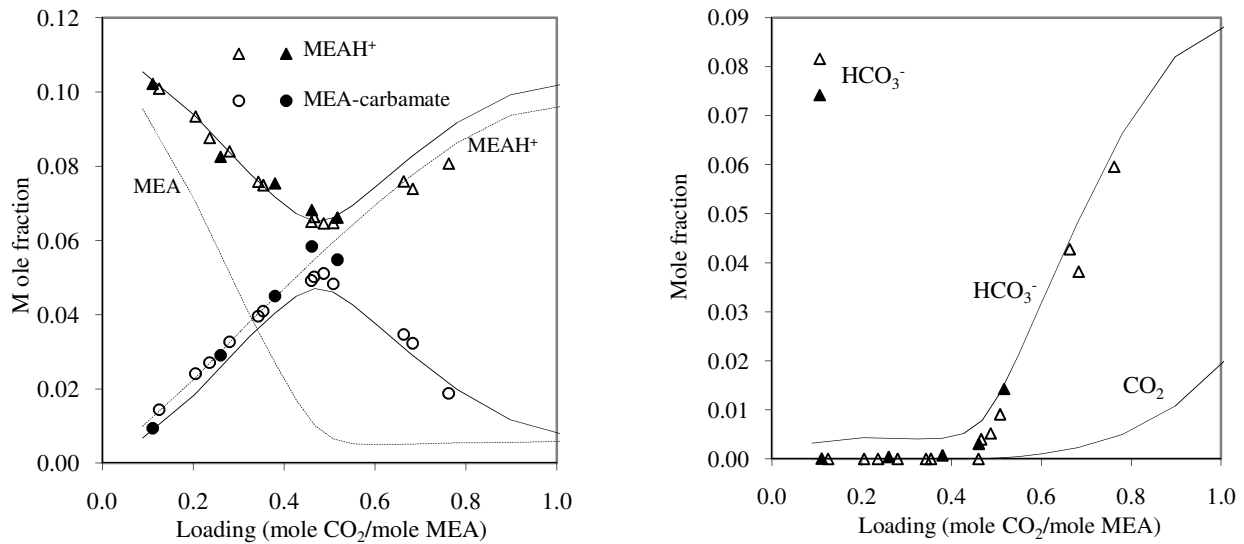 0.12
0.10
0.08
0.06
0.04
0.02
0.00
M ole fraction
MEAH⁺
MEA-carbamate
MEA
MEAH⁺
0.0 0.2 0.4 0.6 0.8 1.0
Loading (mole CO₂/mole MEA)
0.09
0.08
0.07
0.06
0.05
0.04
0.03
0.02
0.01
0.00
Mole fraction
HCO₃⁻
HCO₃⁻
CO₂
0.0 0.2 0.4 0.6 0.8 1.0
Loading (mole CO₂/mole MEA)